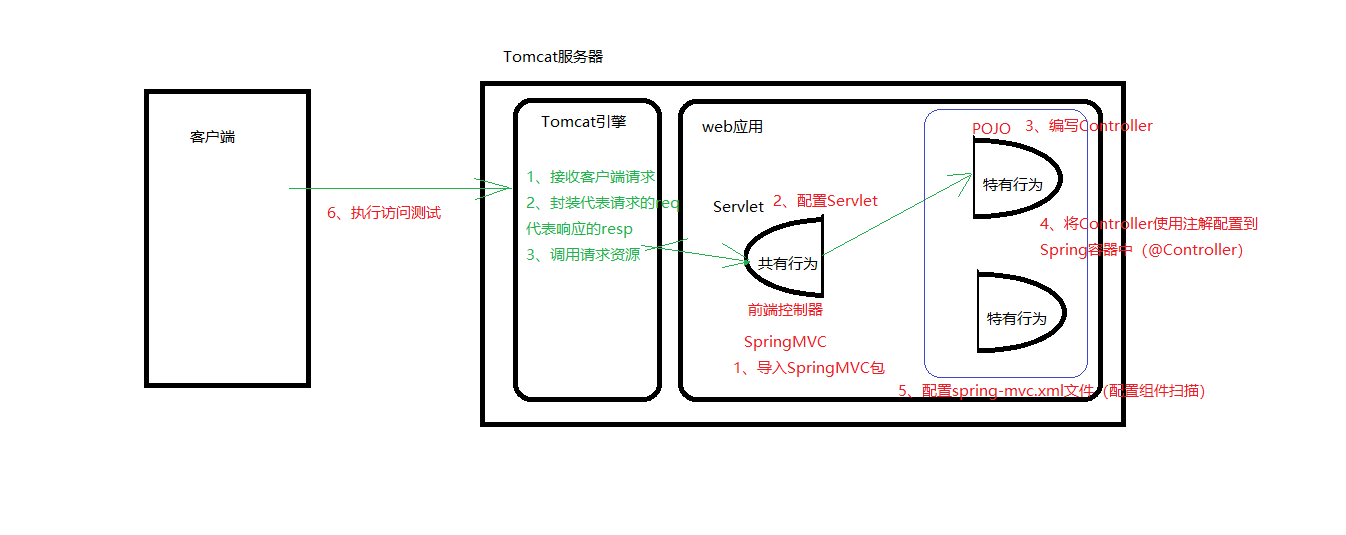 Tomcat服务器
客户端
6、执行访问测试
Tomcat引擎
1、接收客户端请求
2、封装代表请求的req
代表响应的resp
3、调用请求资源
web应用
Servlet
2、配置Servlet
共有行为
前端控制器
SpringMVC
1、导入SpringMVC包
POJO
3、编写Controller
特有行为
4、将Controller使用注解配置到
Spring容器中（@Controller）
特有行为
5、配置spring-mvc.xml文件（配置组件扫描）